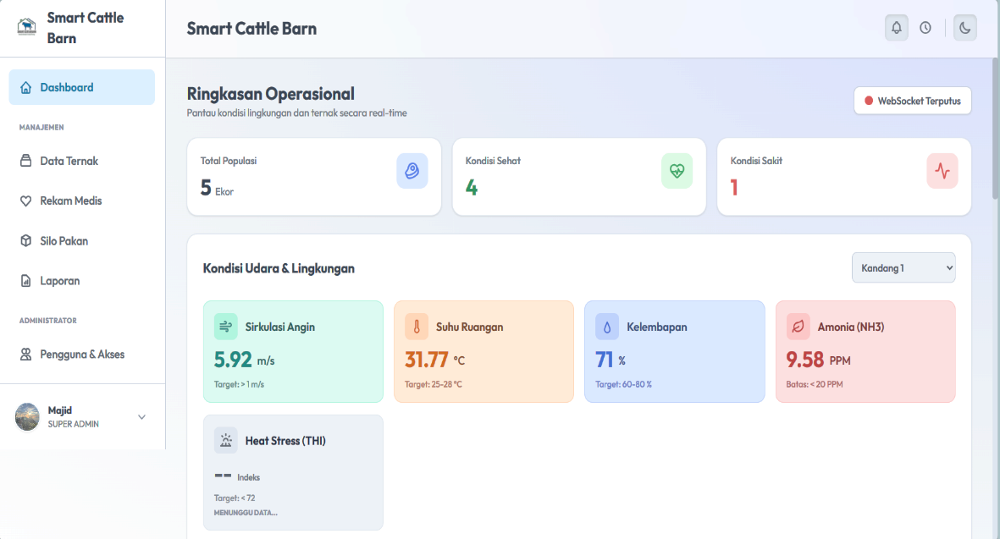 Smart Cattle
Barn
Dashboard
MANAJEMEN
Data Ternak
Rekam Medis
Silo Pakan
Laporan
ADMINISTRATOR
Pengguna & Akses
Majid
SUPER ADMIN
Smart Cattle Barn
Ringkasan Operasional
Pantau kondisi lingkungan dan ternak secara real-time
WebSocket Terputus
Total Populasi
5 Ekor
Kondisi Sehat
4
Kondisi Sakit
1
Kondisi Udara & Lingkungan
Kandang 1
Sirkulasi Angin
5.92 m/s
Target: > 1 m/s
Suhu Ruangan
31.77 °C
Target: 25-28 °C
Kelembapan
71 %
Target: 60-80 %
Amonia (NH3)
9.58 PPM
Batas: < 20 PPM
Heat Stress (THI)
-- Indeks
Target: < 72
MENUNGGU DATA...